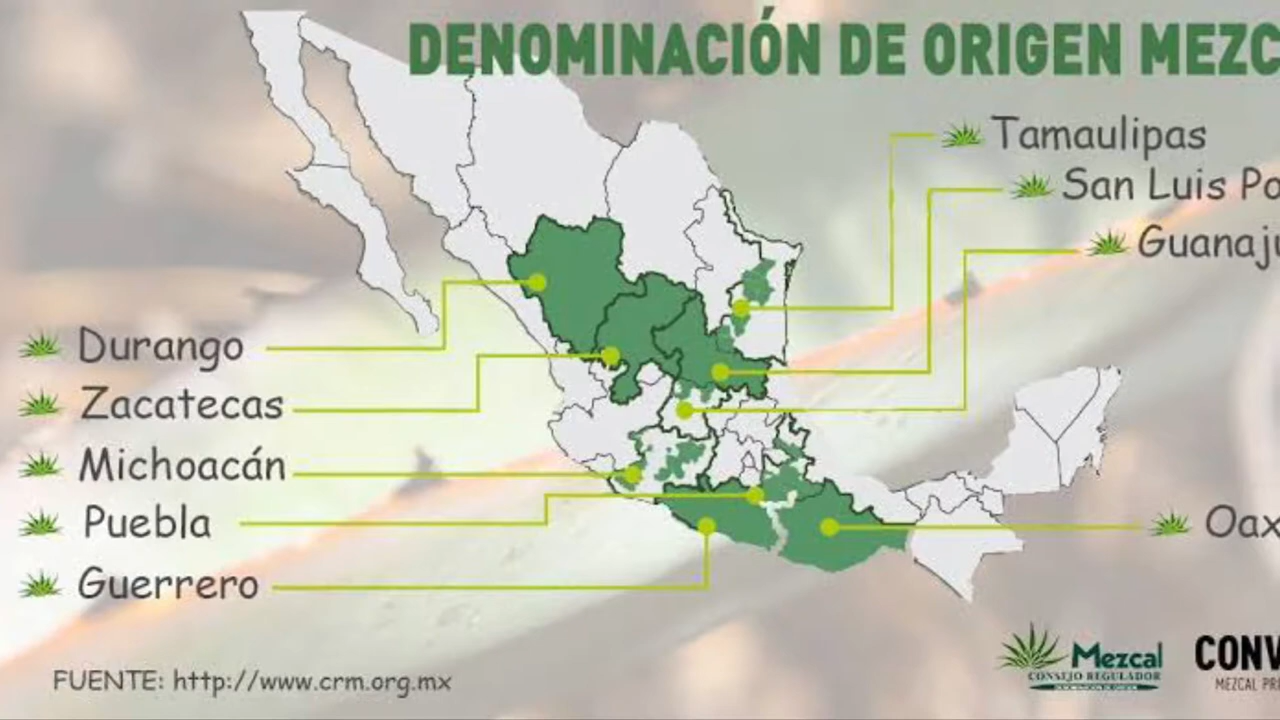 DENOMINACIÓN DE ORIGEN MEZC
Tamaulipas
San Luis Po
Guanaju
Durango
Zacatecas
Michoacán
Puebla
Guerrero
Oax
FUENTE: http://www.crm.org.mx
Mezcal
CONSEJO REGULADOR
CONV
MEZCAL PR